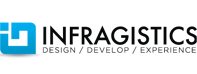 INFRAGISTICS
DESIGN / DEVELOP / EXPERIENCE